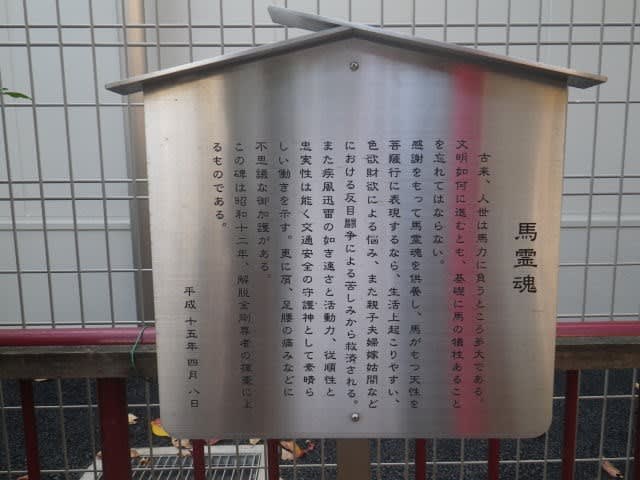 馬霊魂
古来、人世は馬力に負うところ多大である。
文明如何に進むとも、基礎に馬の犠牲あること
を忘れてはならない。
感謝をもって馬霊魂を供養し、馬がもつ天性を
菩薩行に表現するなら、生活上起こりやすい、
色欲財欲による悩み、また親子夫婦嫁姑間など
における反目闘争による苦しみから救済される。
また疾風迅雷の如き速さと活動力、従順性と
忠実性は能く交通安全の守護神として素晴ら
しい働きを示す。更に肩、足腰の痛みなどに
不思議な御加護がある。
この碑は昭和十二年、解脱金剛尊者の発案によ
るものである。
平成十五年四月八日